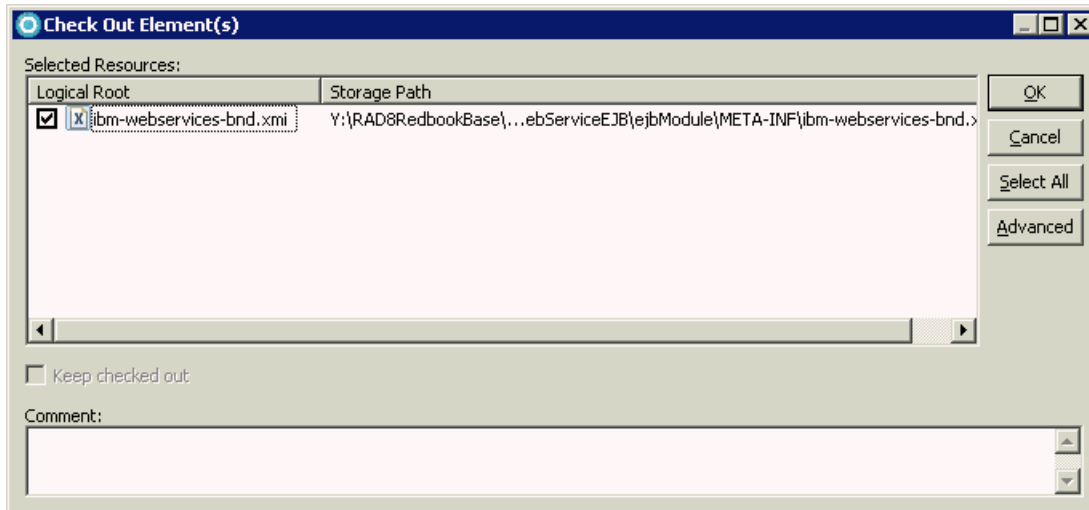 Check Out Element(s)
Selected Resources:
Logical Root Storage Path
ibm-webservices-bnd.xmi Y:\RAD8RedbookBase\...ebServiceEJB\ejbModule\META-INF\ibm-webservices-bnd.x
OK
Cancel
Select All
Advanced
Keep checked out
Comment: